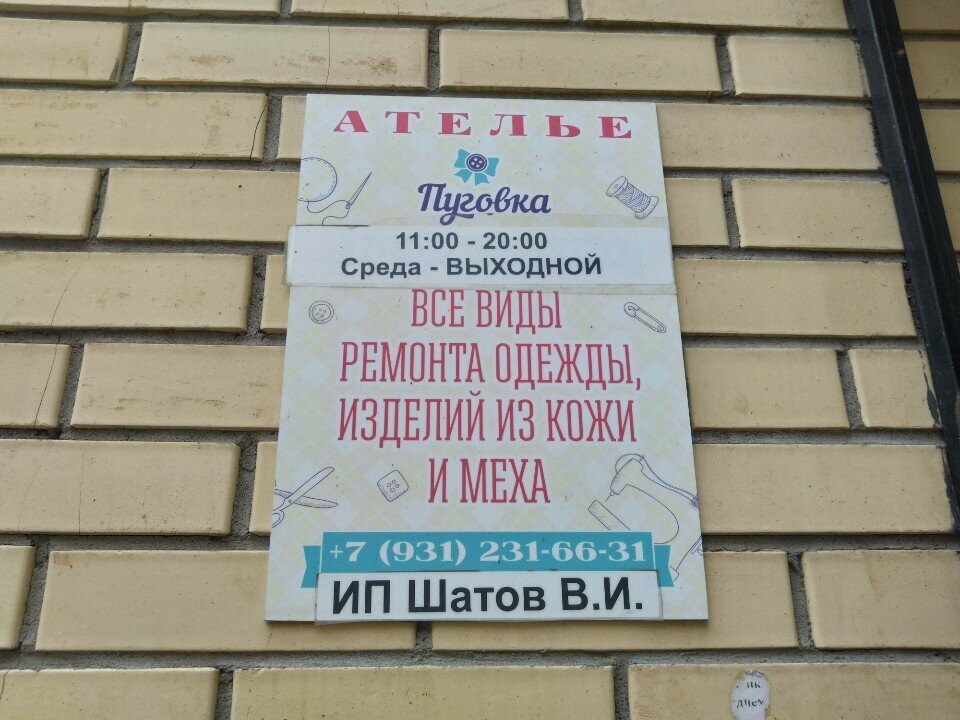 АТЕЛЬЕ
Пуговка
11:00 - 20:00
Среда - ВЫХОДНОЙ
ВСЕ ВИДЫ
РЕМОНТА ОДЕЖДЫ,
ИЗДЕЛИЙ ИЗ КОЖИ
И МЕХА
+7 (931) 231-66-31
ИП Шатов В.И.